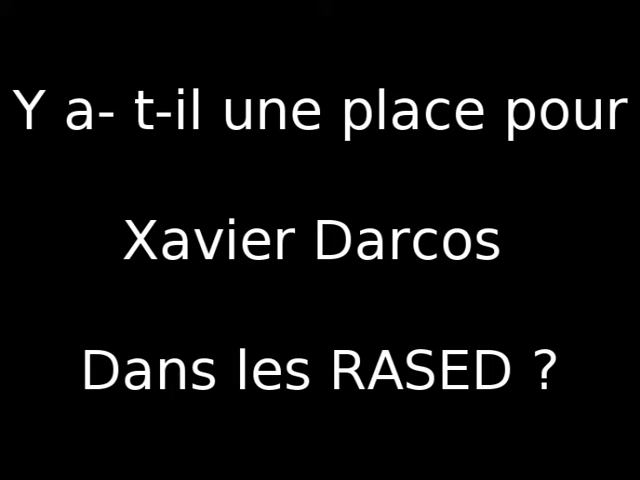 Y a- t-il une place pour
Xavier Darcos
Dans les RASED ?